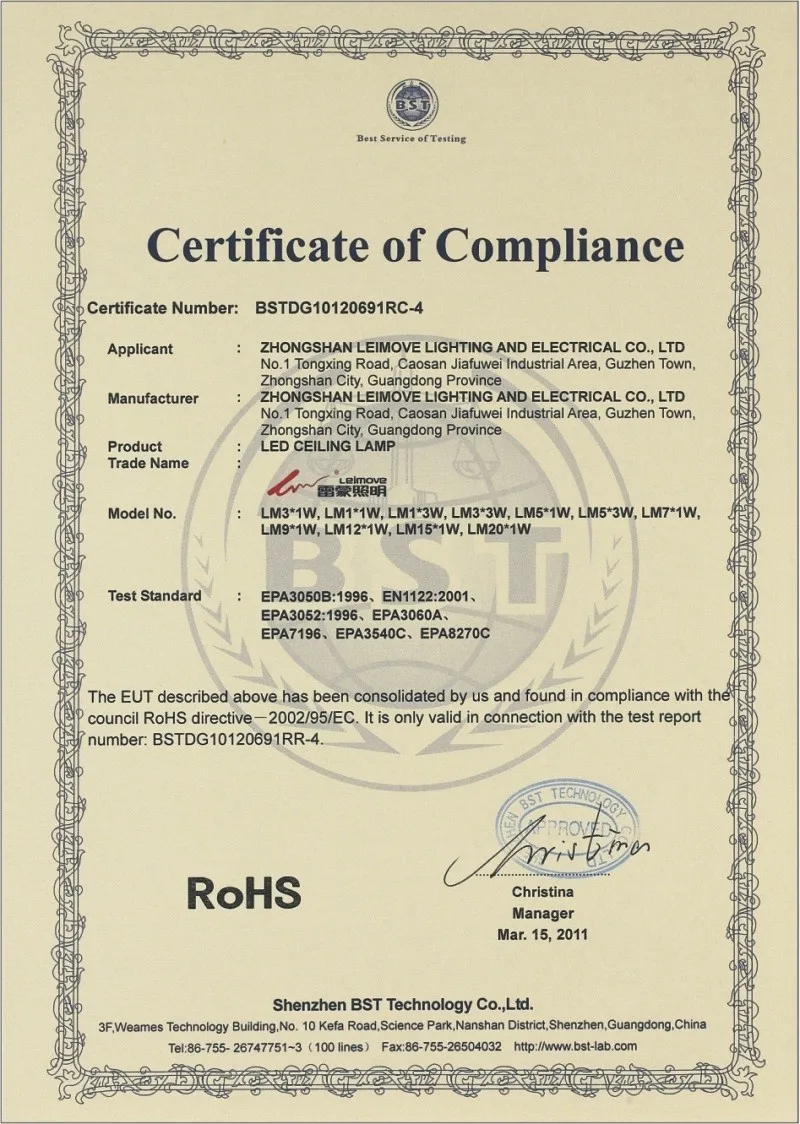 BST
Best Service of Testing
Certificate of Compliance
Certificate Number: BSTDG10120691RC-4
Applicant : ZHONGSHAN LEIMOVE LIGHTING AND ELECTRICAL CO., LTD
No.1 Tongxing Road, Caosan Jiafuwei Industrial Area, Guzhen Town,
Zhongshan City, Guangdong Province
Manufacturer : ZHONGSHAN LEIMOVE LIGHTING AND ELECTRICAL CO., LTD
No.1 Tongxing Road, Caosan Jiafuwei Industrial Area, Guzhen Town,
Zhongshan City, Guangdong Province
Product : LED CEILING LAMP
Trade Name :
Leimove
雷蒙照明
Model No. : LM3*1W, LM1*1W, LM1*3W, LM3*3W, LM5*1W, LM5*3W, LM7*1W,
LM9*1W, LM12*1W, LM15*1W, LM20*1W
BST
Test Standard : EPA3050B:1996、EN1122:2001、
EPA3052:1996、EPA3060A、
EPA7196、EPA3540C、EPA8270C
The EUT described above has been consolidated by us and found in compliance with the
council RoHS directive—2002/95/EC. It is only valid in connection with the test report
number: BSTDG10120691RR-4.
BST TECHNOLOGY
APPROVED
Christina
RoHS
Christina
Manager
Mar. 15, 2011
Shenzhen BST Technology Co.,Ltd.
3F,Weames Technology Building,No. 10 Kefa Road,Science Park,Nanshan District,Shenzhen,Guangdong,China
Tel:86-755- 26747751~3（100 lines） Fax:86-755-26504032 http://www.bst-lab.com